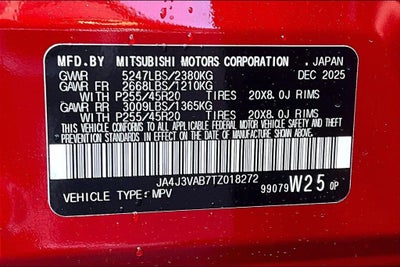 MFD.BY MITSUBISHI MOTORS CORPORATION , JAPAN
GVWR 5247LBS/2380KG DEC 2025
GAWR FR 2668LBS/1210KG
WITH P255/45R20 TIRES 20X8.0J RIMS
GAWR RR 3009LBS/1365KG
WITH P255/45R20 TIRES 20X8.0J RIMS
THIS VEHICLE CONFORMS TO ALL APPLICABLE FEDERAL MOTOR VEHICLE SAFETY AND THEFT
PREVENTION STANDARDS IN EFFECT ON THE DATE OF MANUFACTURE SHOWN ABOVE.
JA4J3VAB7TZ018272
VEHICLE TYPE: MPV 99079 W25 0P